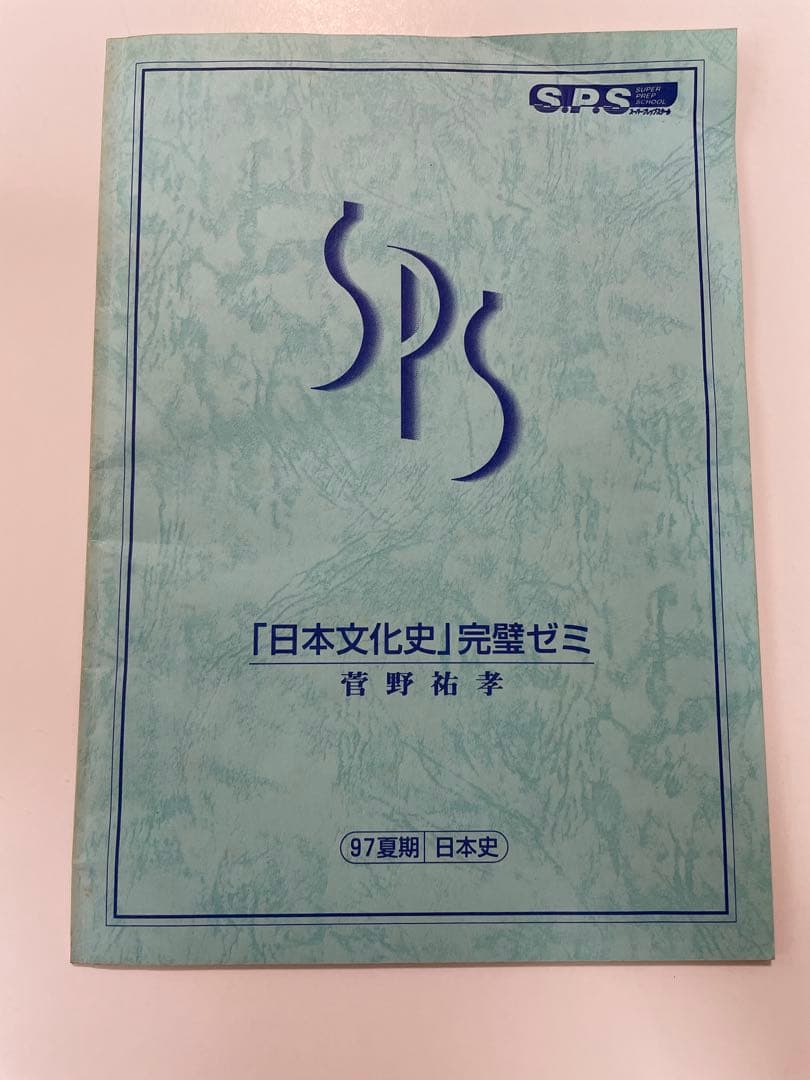 S.P.S
SUPER
PREP
SCHOOL
スーパープレップスクール
SPS
「日本文化史」完璧ゼミ
菅野祐孝
97夏期 日本史